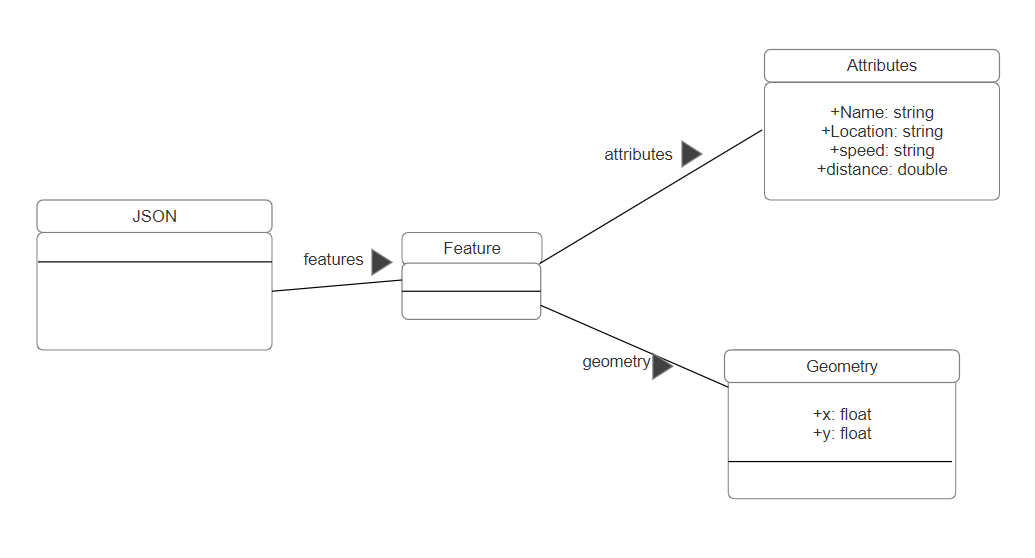 JSON
features
Feature
attributes
Attributes
+Name: string
+Location: string
+speed: string
+distance: double
geometry
Geometry
+x: float
+y: float